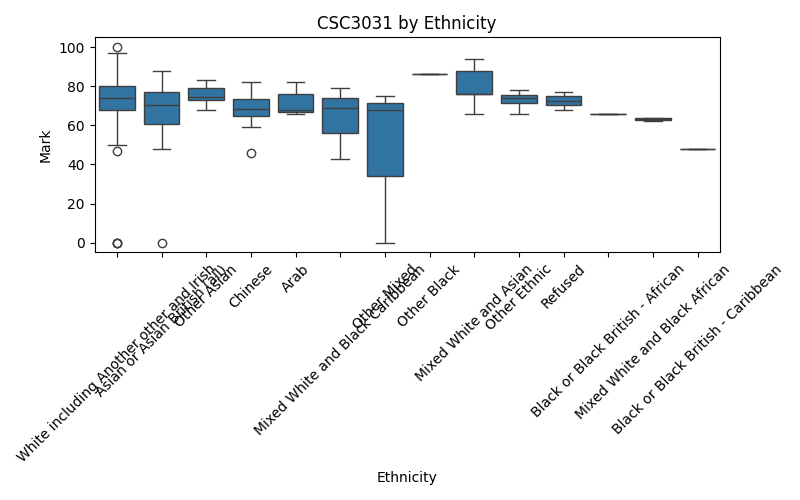 CSC3031 by Ethnicity
Mark
100
80
60
40
20
0
White including Another other and Irish
Asian or Asian British (all)
Other Asian
Chinese
Arab
Mixed White and Black Caribbean
Other Mixed
Other Black
Mixed White and Asian
Other Ethnic
Refused
Black or Black British - African
Mixed White and Black African
Black or Black British - Caribbean
Ethnicity